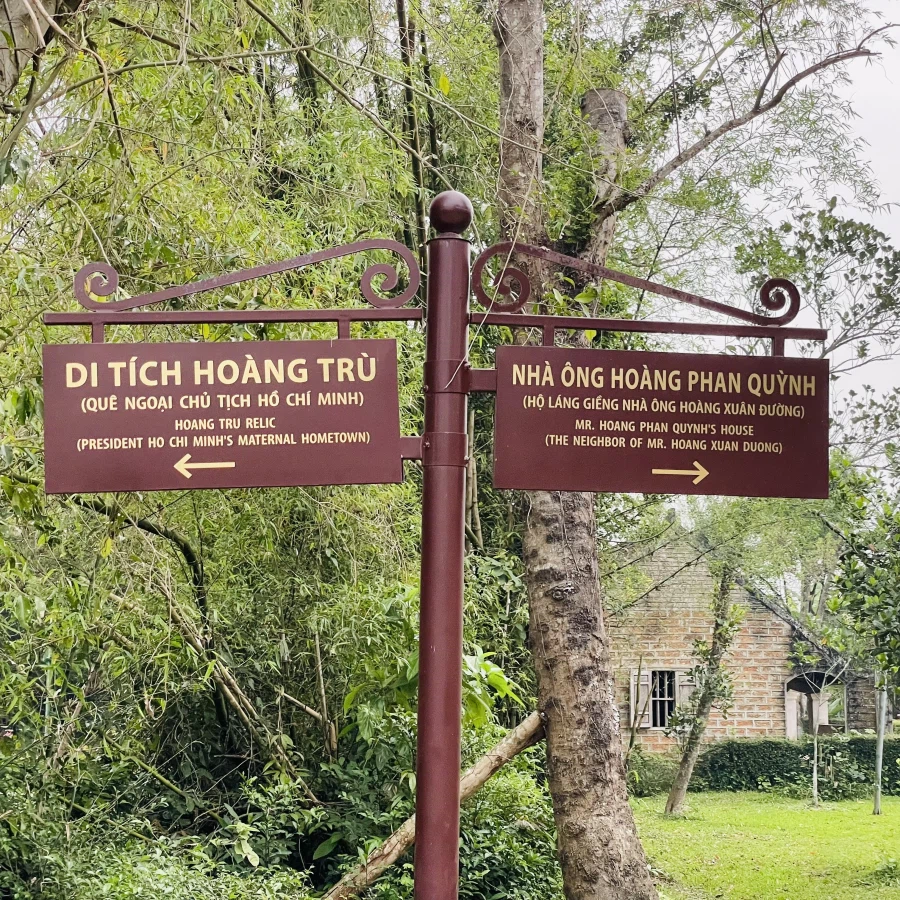 DI TÍCH HOÀNG TRÙ
(QUÊ NGOẠI CHỦ TỊCH HỒ CHÍ MINH)
HOANG TRU RELIC
(PRESIDENT HO CHI MINH'S MATERNAL HOMETOWN)
←
NHÀ ÔNG HOÀNG PHAN QUỲNH
(HỘ LÁNG GIỀNG NHÀ ÔNG HOÀNG XUÂN ĐƯỜNG)
MR. HOANG PHAN QUYNH'S HOUSE
(THE NEIGHBOR OF MR. HOANG XUAN DUONG)
→